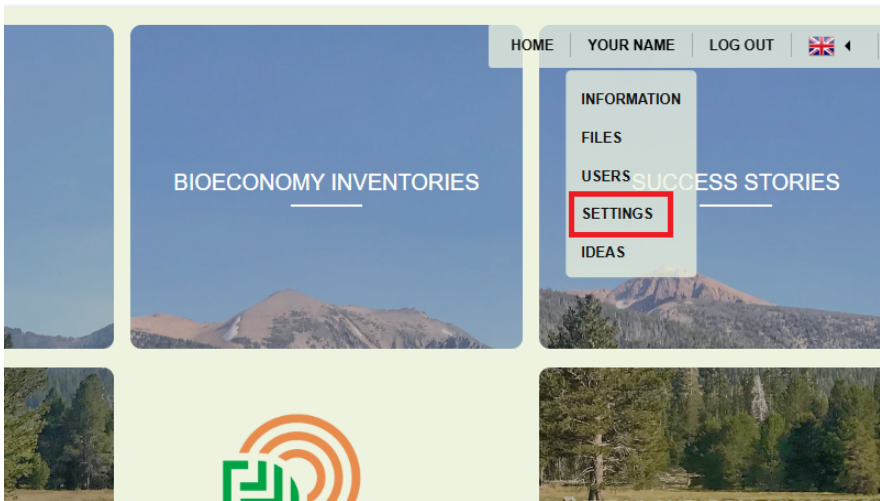 HOME YOUR NAME LOG OUT
INFORMATION
FILES
USERS
SETTINGS
IDEAS
BIOECONOMY INVENTORIES
SUCCESS STORIES